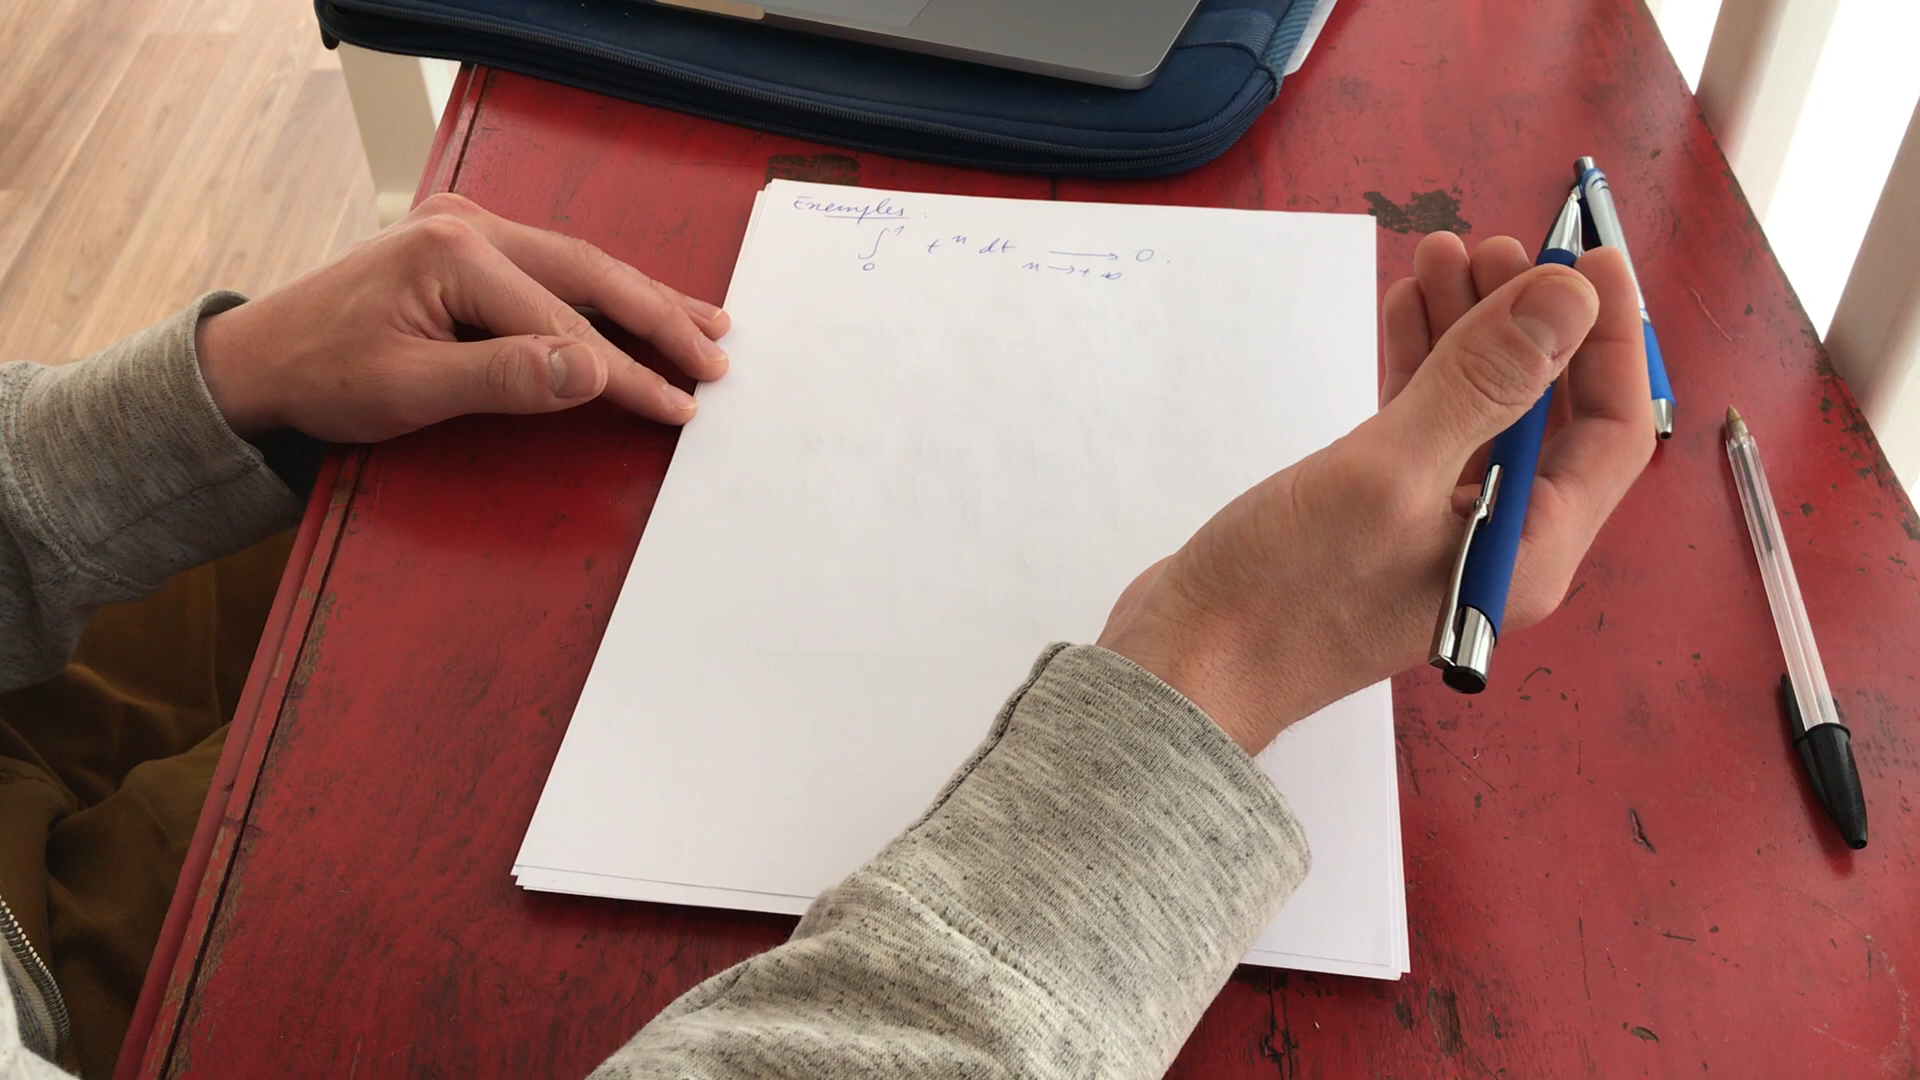 Exemples :
∫₀¹ tⁿ dt ⟶ 0.
n → +∞